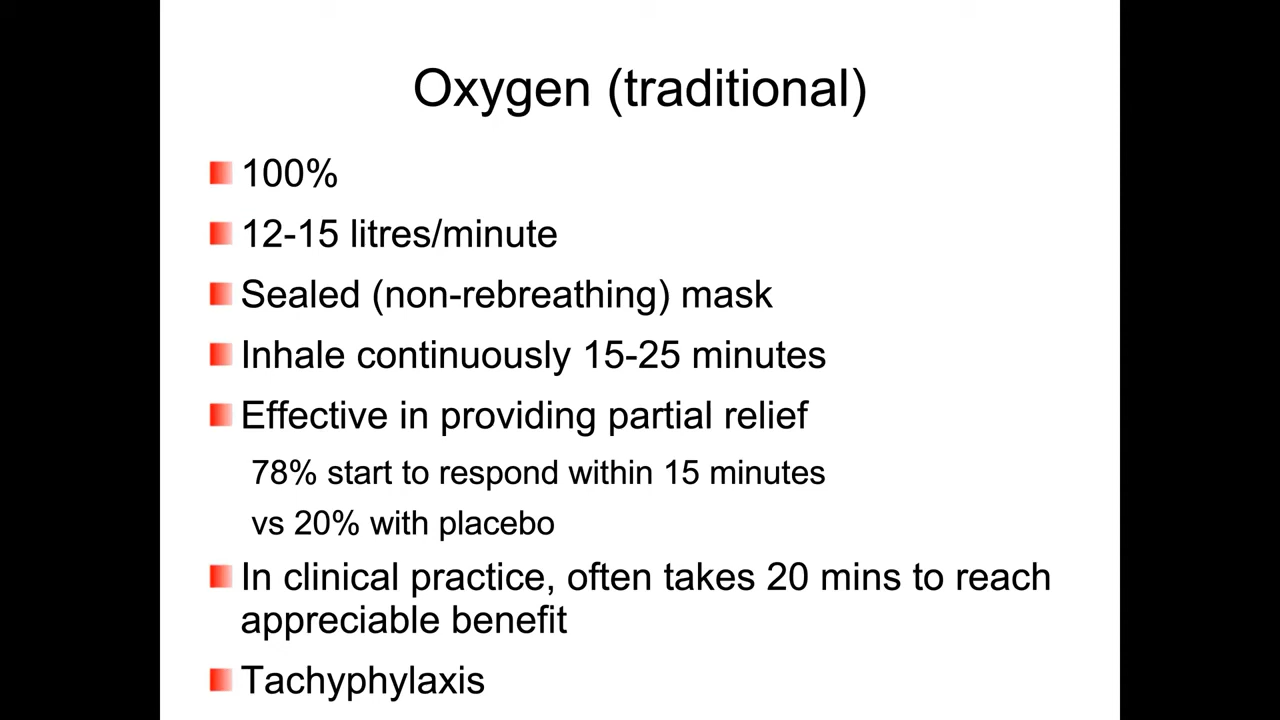 Oxygen (traditional)
100%
12-15 litres/minute
Sealed (non-rebreathing) mask
Inhale continuously 15-25 minutes
Effective in providing partial relief
78% start to respond within 15 minutes
vs 20% with placebo
In clinical practice, often takes 20 mins to reach
appreciable benefit
Tachyphylaxis